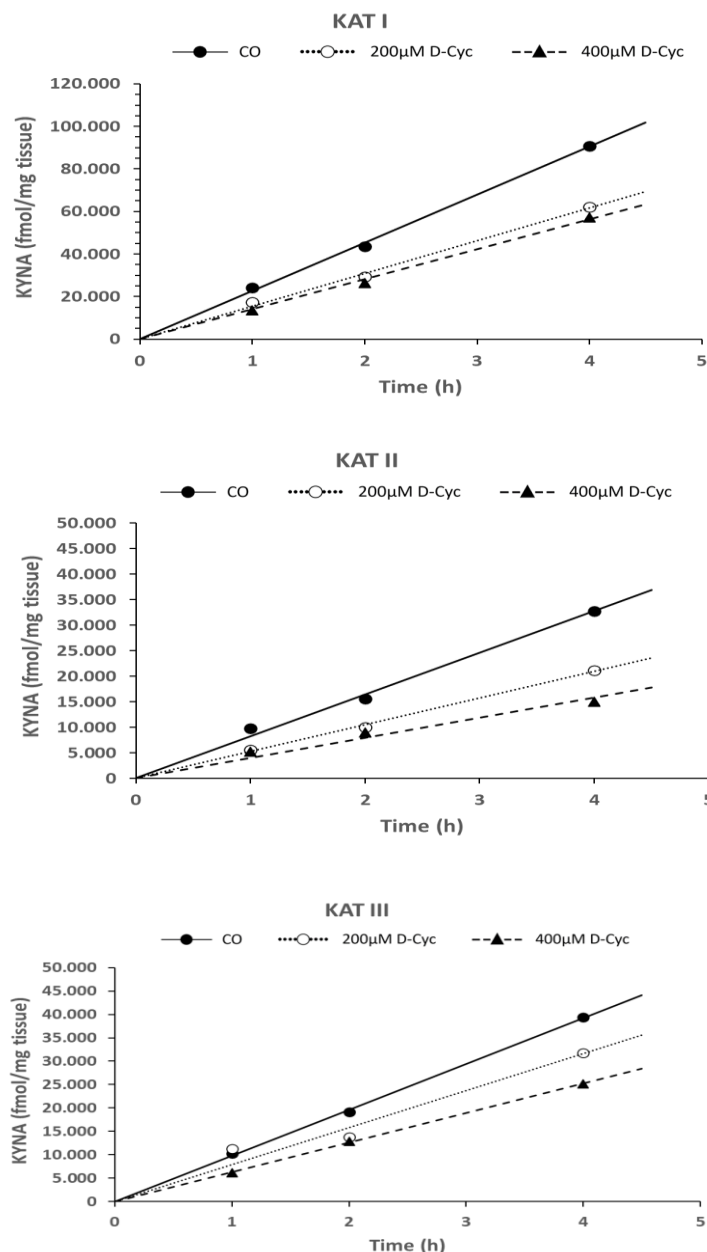 KAT I
CO 200µM D-Cyc 400µM D-Cyc
KYNA (fmol/mg tissue)
120.000
100.000
80.000
60.000
40.000
20.000
0
0 1 2 3 4 5
Time (h)
KAT II
CO 200µM D-Cyc 400µM D-Cyc
KYNA (fmol/mg tissue)
50.000
45.000
40.000
35.000
30.000
25.000
20.000
15.000
10.000
5.000
0
0 1 2 3 4 5
Time (h)
KAT III
CO 200µM D-Cyc 400µM D-Cyc
KYNA (fmol/mg tissue)
50.000
45.000
40.000
35.000
30.000
25.000
20.000
15.000
10.000
5.000
0
0 1 2 3 4 5
Time (h)